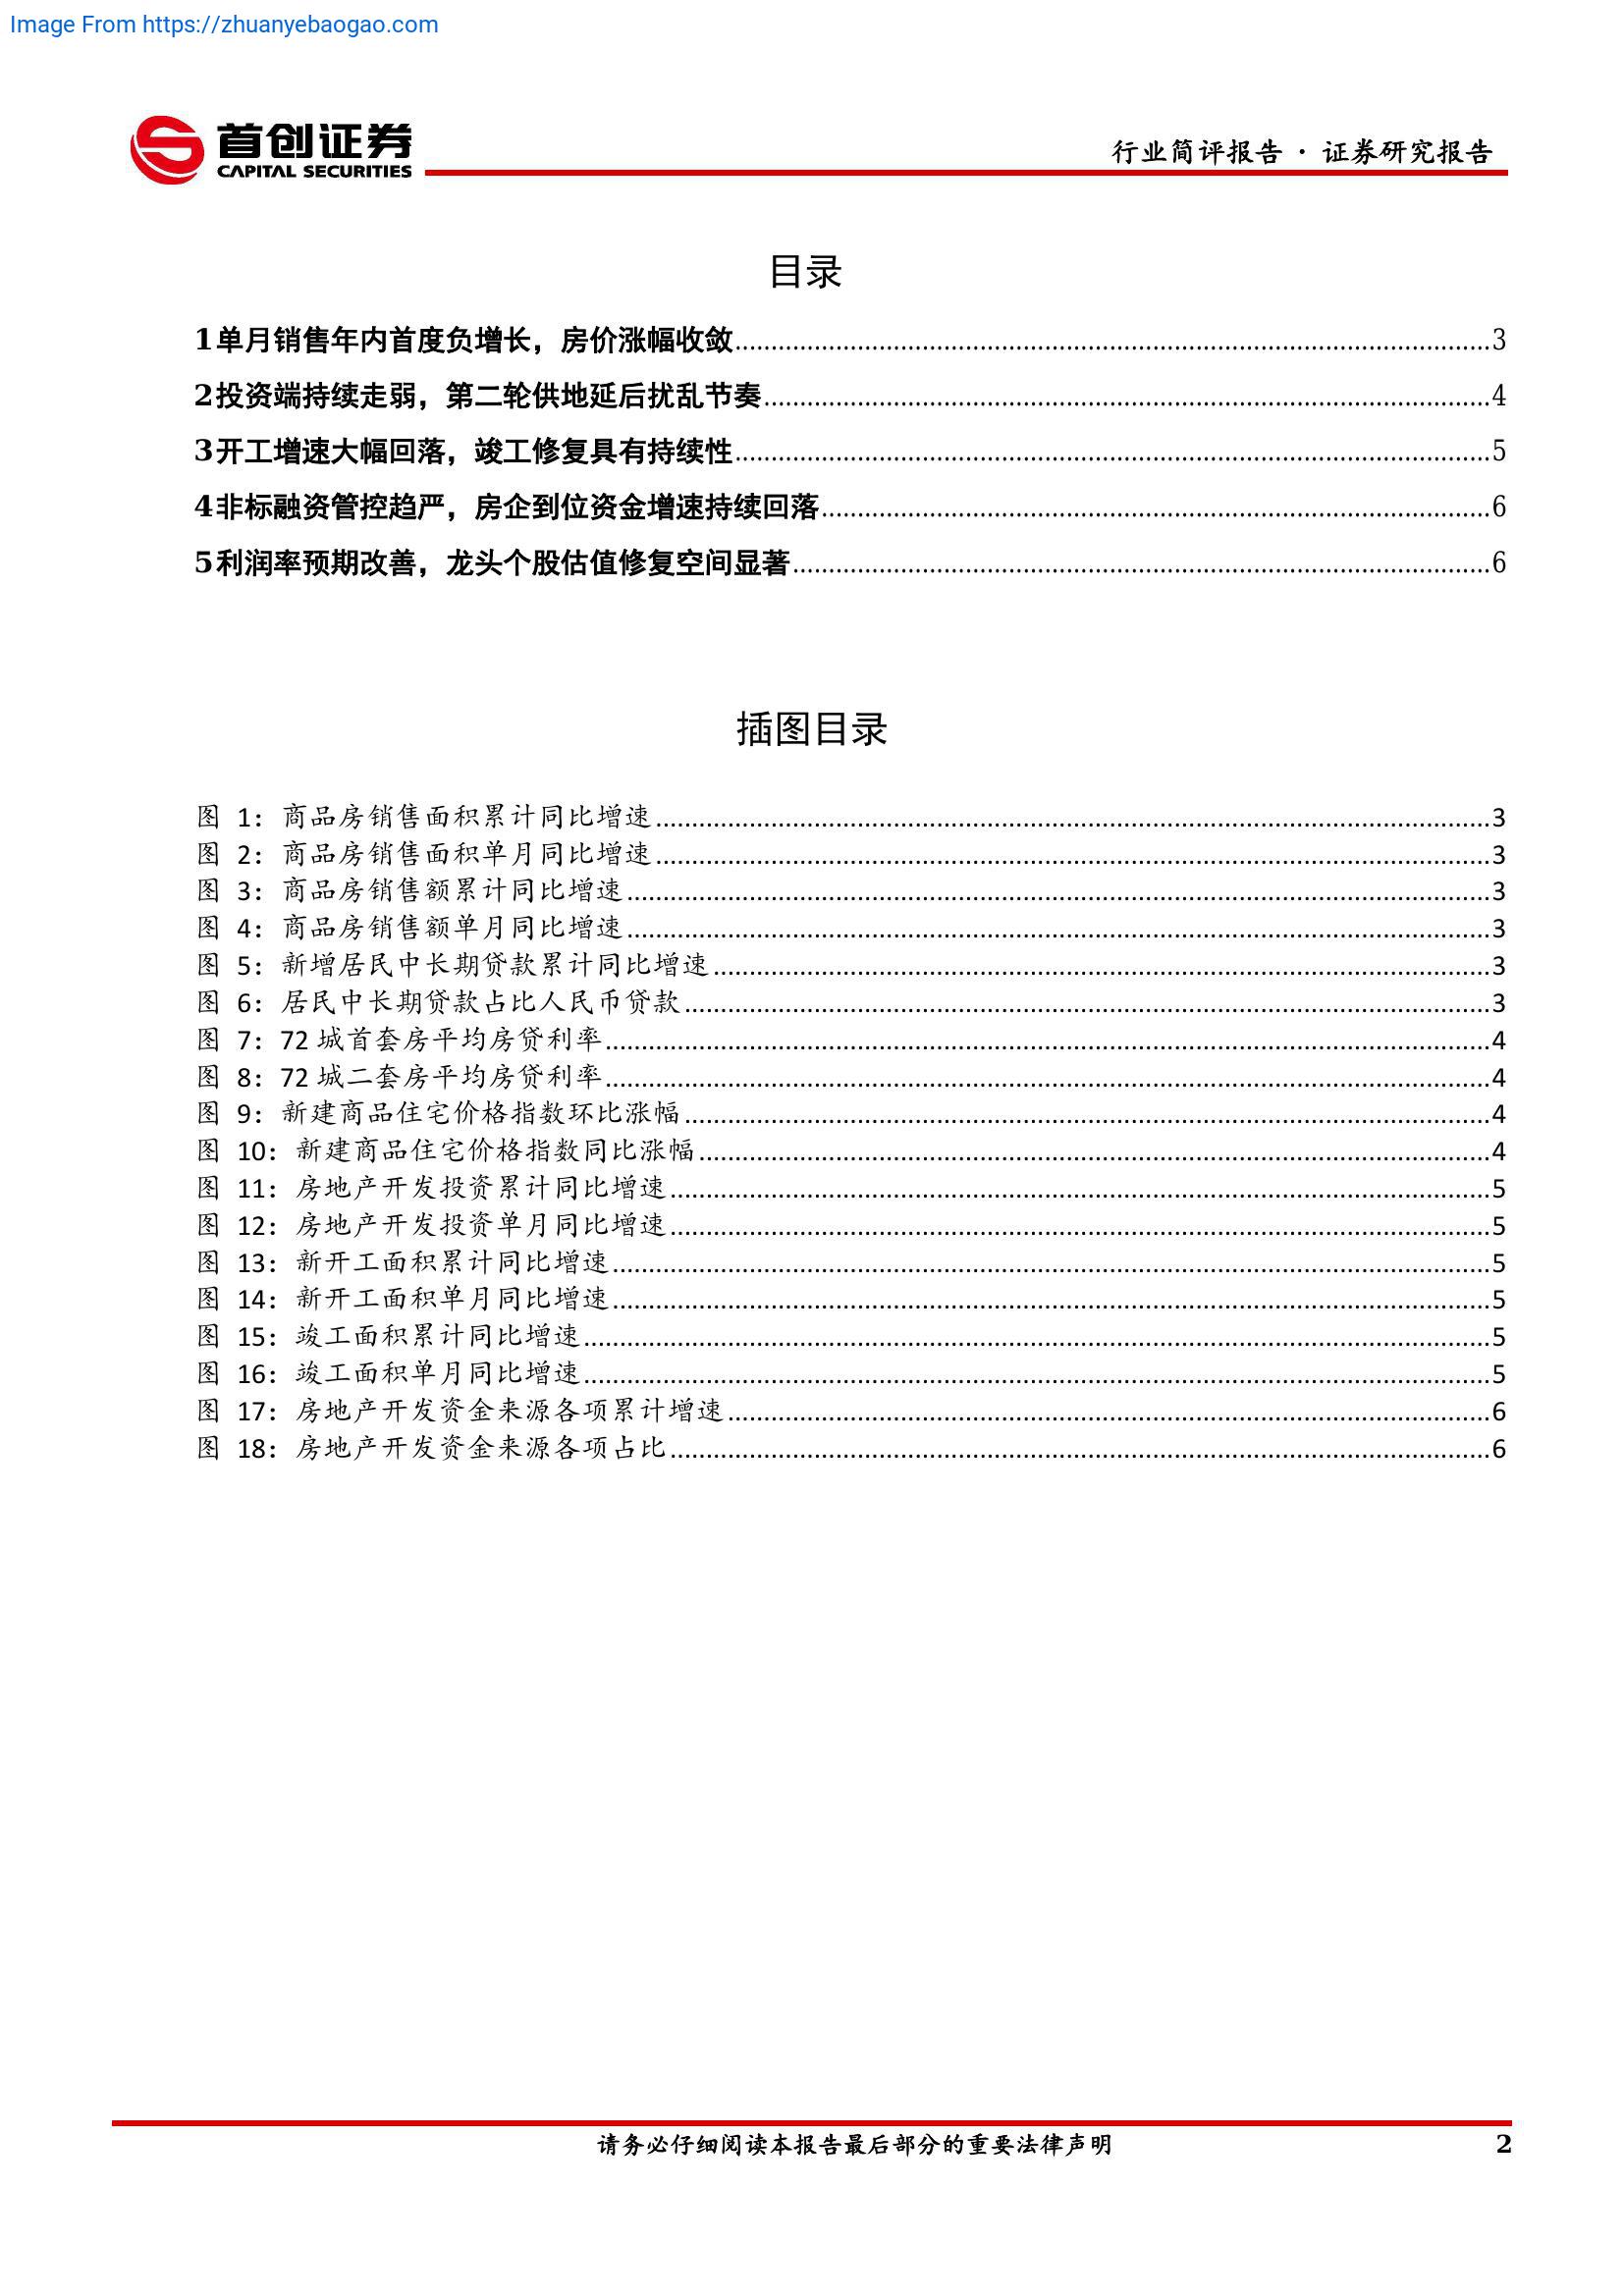 Image From https://zhuanyebaogao.com
首创证券
CAPITAL SECURITIES
行业简评报告·证券研究报告
目录
1单月销售年内首度负增长，房价涨幅收敛 3
2投资端持续走弱，第二轮供地延后扰乱节奏 4
3开工增速大幅回落，竣工修复具有持续性 5
4非标融资管控趋严，房企到位资金增速持续回落 6
5利润率预期改善，龙头个股估值修复空间显著 6
插图目录
图 1：商品房销售面积累计同比增速 3
图 2：商品房销售面积单月同比增速 3
图 3：商品房销售额累计同比增速 3
图 4：商品房销售额单月同比增速 3
图 5：新增居民中长期贷款累计同比增速 3
图 6：居民中长期贷款占比人民币贷款 3
图 7：72 城首套房平均房贷利率 4
图 8：72 城二套房平均房贷利率 4
图 9：新建商品住宅价格指数环比涨幅 4
图 10：新建商品住宅价格指数同比涨幅 4
图 11：房地产开发投资累计同比增速 5
图 12：房地产开发投资单月同比增速 5
图 13：新开工面积累计同比增速 5
图 14：新开工面积单月同比增速 5
图 15：竣工面积累计同比增速 5
图 16：竣工面积单月同比增速 5
图 17：房地产开发资金来源各项累计增速 6
图 18：房地产开发资金来源各项占比 6
请务必仔细阅读本报告最后部分的重要法律声明 2